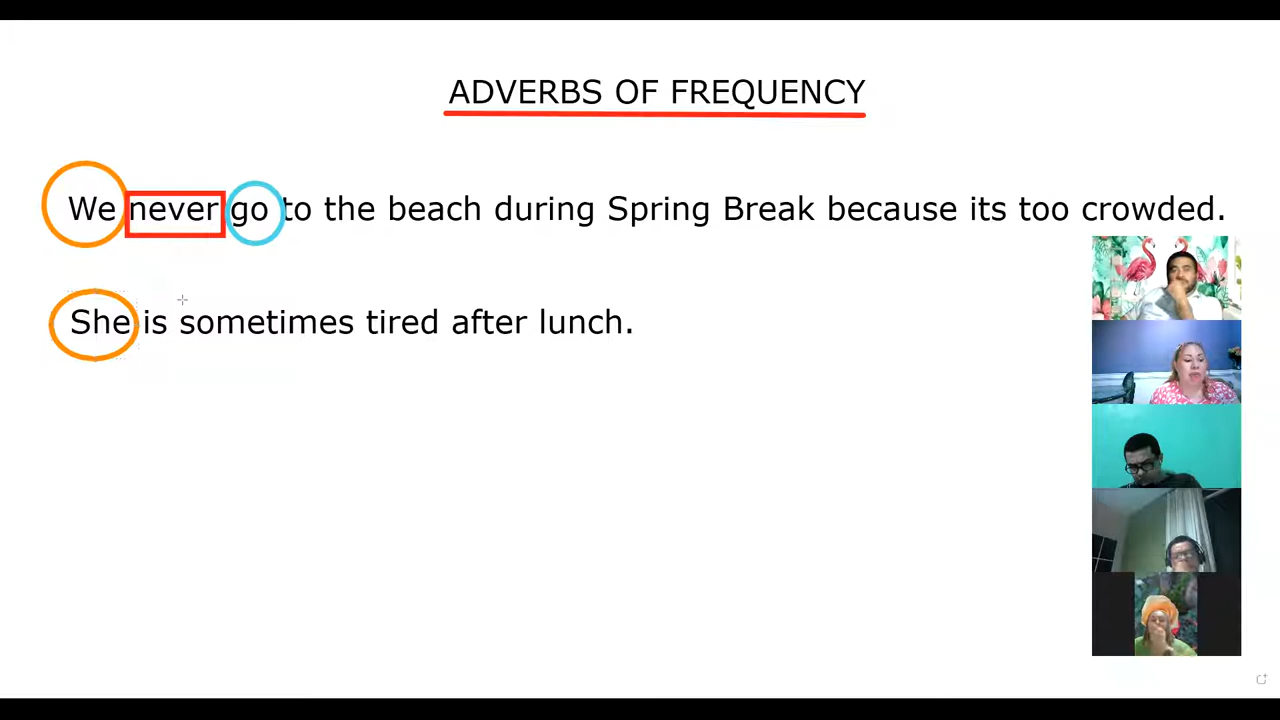 ADVERBS OF FREQUENCY
We never go to the beach during Spring Break because its too crowded.
She is sometimes tired after lunch.